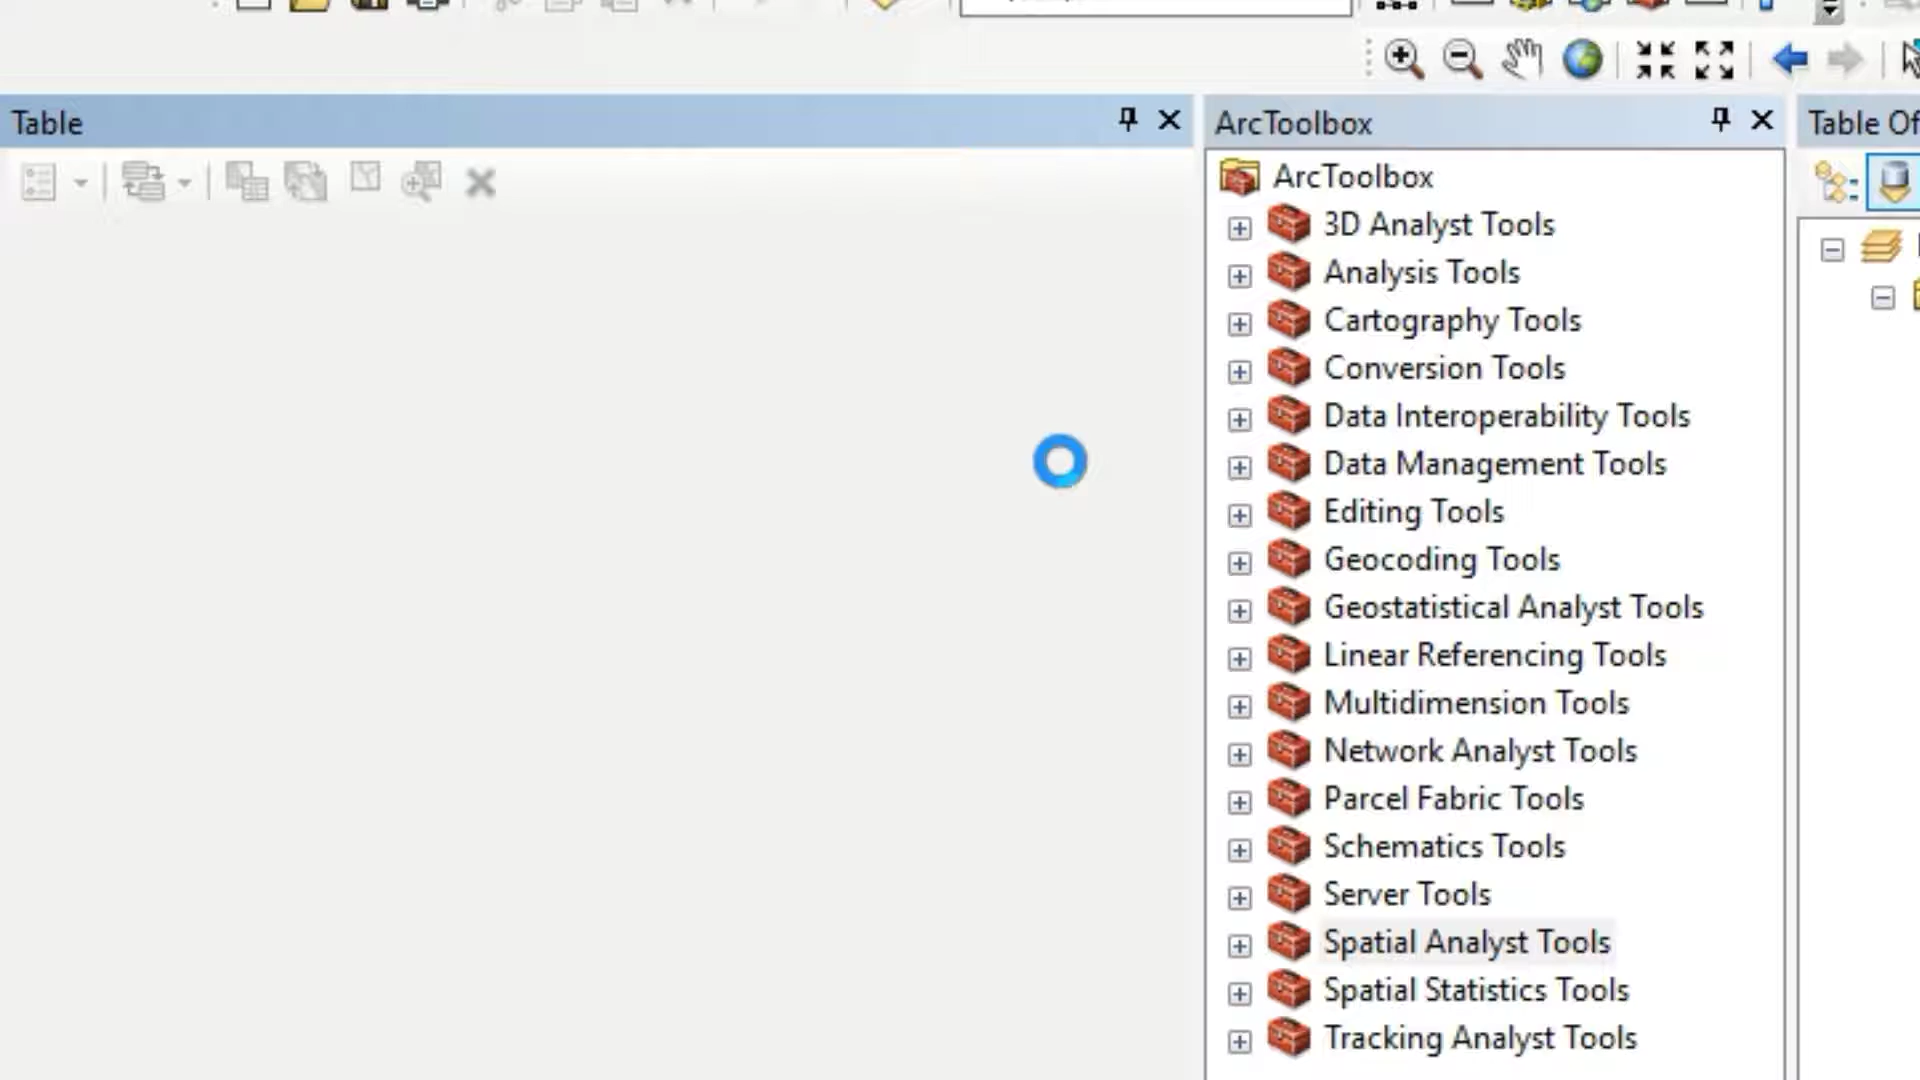 Table
ArcToolbox
Table Of
ArcToolbox
3D Analyst Tools
Analysis Tools
Cartography Tools
Conversion Tools
Data Interoperability Tools
Data Management Tools
Editing Tools
Geocoding Tools
Geostatistical Analyst Tools
Linear Referencing Tools
Multidimension Tools
Network Analyst Tools
Parcel Fabric Tools
Schematics Tools
Server Tools
Spatial Analyst Tools
Spatial Statistics Tools
Tracking Analyst Tools